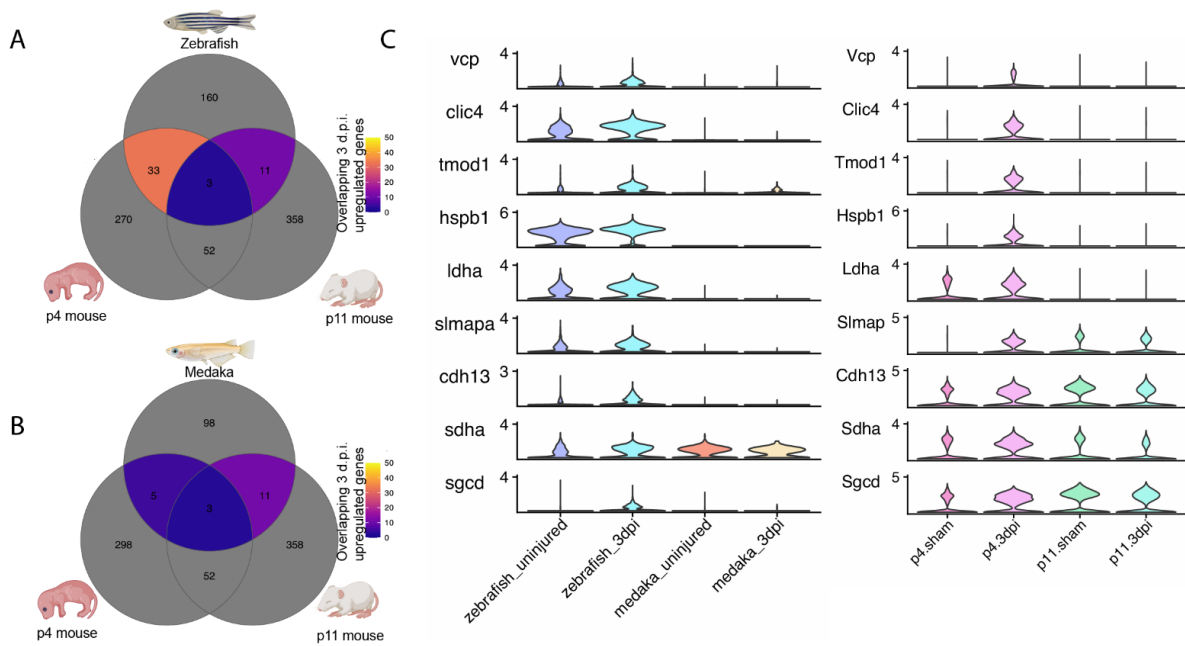 A
Zebrafish
160
33
11
3
270
358
52
p4 mouse
p11 mouse
Overlapping 3 d.p.i.
upregulated genes
50
40
30
20
10
0
B
Medaka
98
5
11
3
298
358
52
p4 mouse
p11 mouse
Overlapping 3 d.p.i.
upregulated genes
50
40
30
20
10
0
C
vcp 4
clic4 4
tmod1 4
hspb1 6
ldha 4
slmapa 4
cdh13 3
sdha 4
sgcd 4
zebrafish_uninjured
zebrafish_3dpi
medaka_uninjured
medaka_3dpi
Vcp 4
Clic4 4
Tmod1 4
Hspb1 6
Ldha 4
Slmap 5
Cdh13 5
Sdha 4
Sgcd 5
p4.sham
p4.3dpi
p11.sham
p11.3dpi